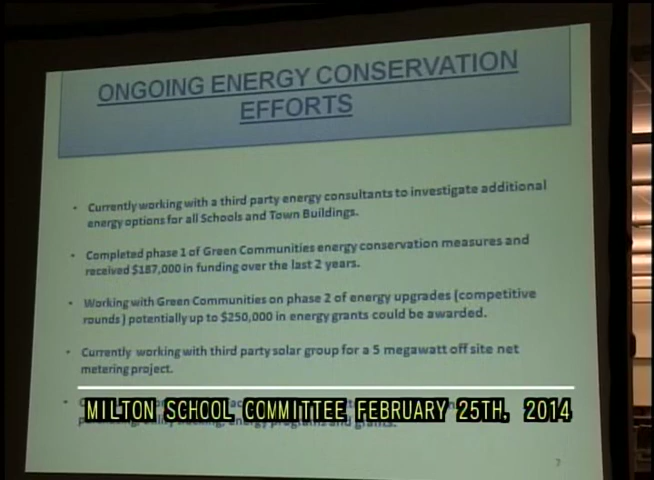 ONGOING ENERGY CONSERVATION
EFFORTS
• Currently working with a third party energy consultants to investigate additional
energy options for all Schools and Town Buildings.
• Completed phase 1 of Green Communities energy conservation measures and
received $187,000 in funding over the last 2 years.
• Working with Green Communities on phase 2 of energy upgrades (competitive
rounds ) potentially up to $250,000 in energy grants could be awarded.
• Currently working with third party solar group for a 5 megawatt off site net
metering project.
MILTON SCHOOL COMMITTEE FEBRUARY 25TH, 2014
energy programs and grants.
7